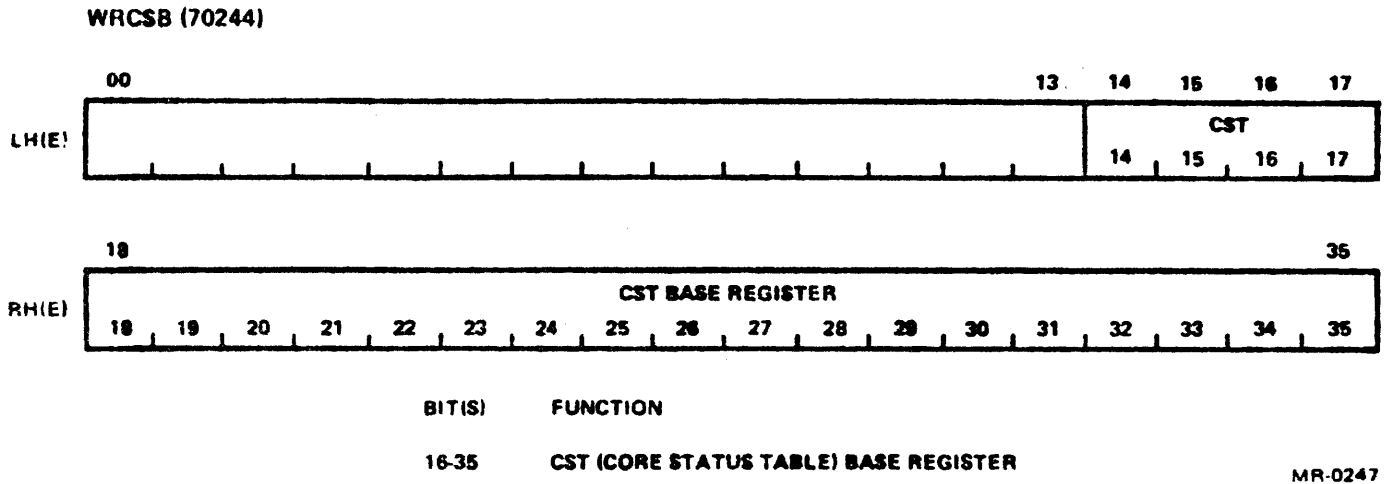 WRCSB (70244)
00 13 14 15 16 17
LH(E) CST
14 15 16 17
18 35
RH(E) CST BASE REGISTER
18 19 20 21 22 23 24 25 26 27 28 29 30 31 32 33 34 35
BIT(S) FUNCTION
16-35 CST (CORE STATUS TABLE) BASE REGISTER
MR-0247